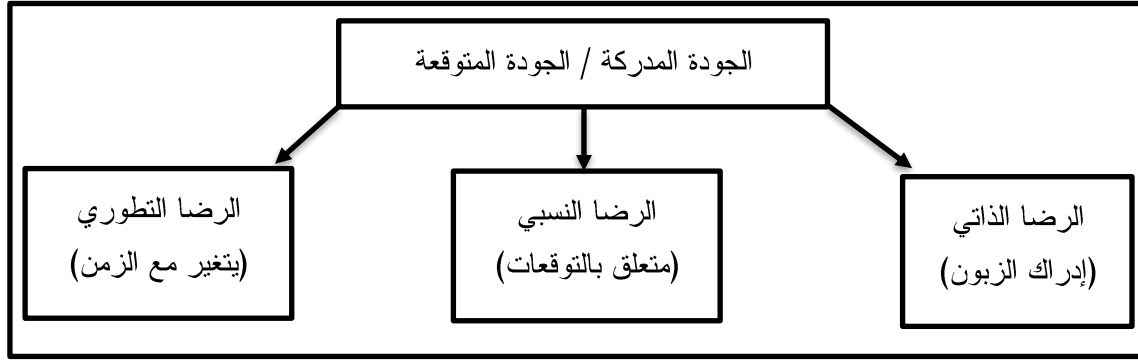 الجودة المدركة / الجودة المتوقعة
الرضا الذاتي
(إدراك الزبون)
الرضا النسبي
(متعلق بالتوقعات)
الرضا التطوري
(يتغير مع الزمن)